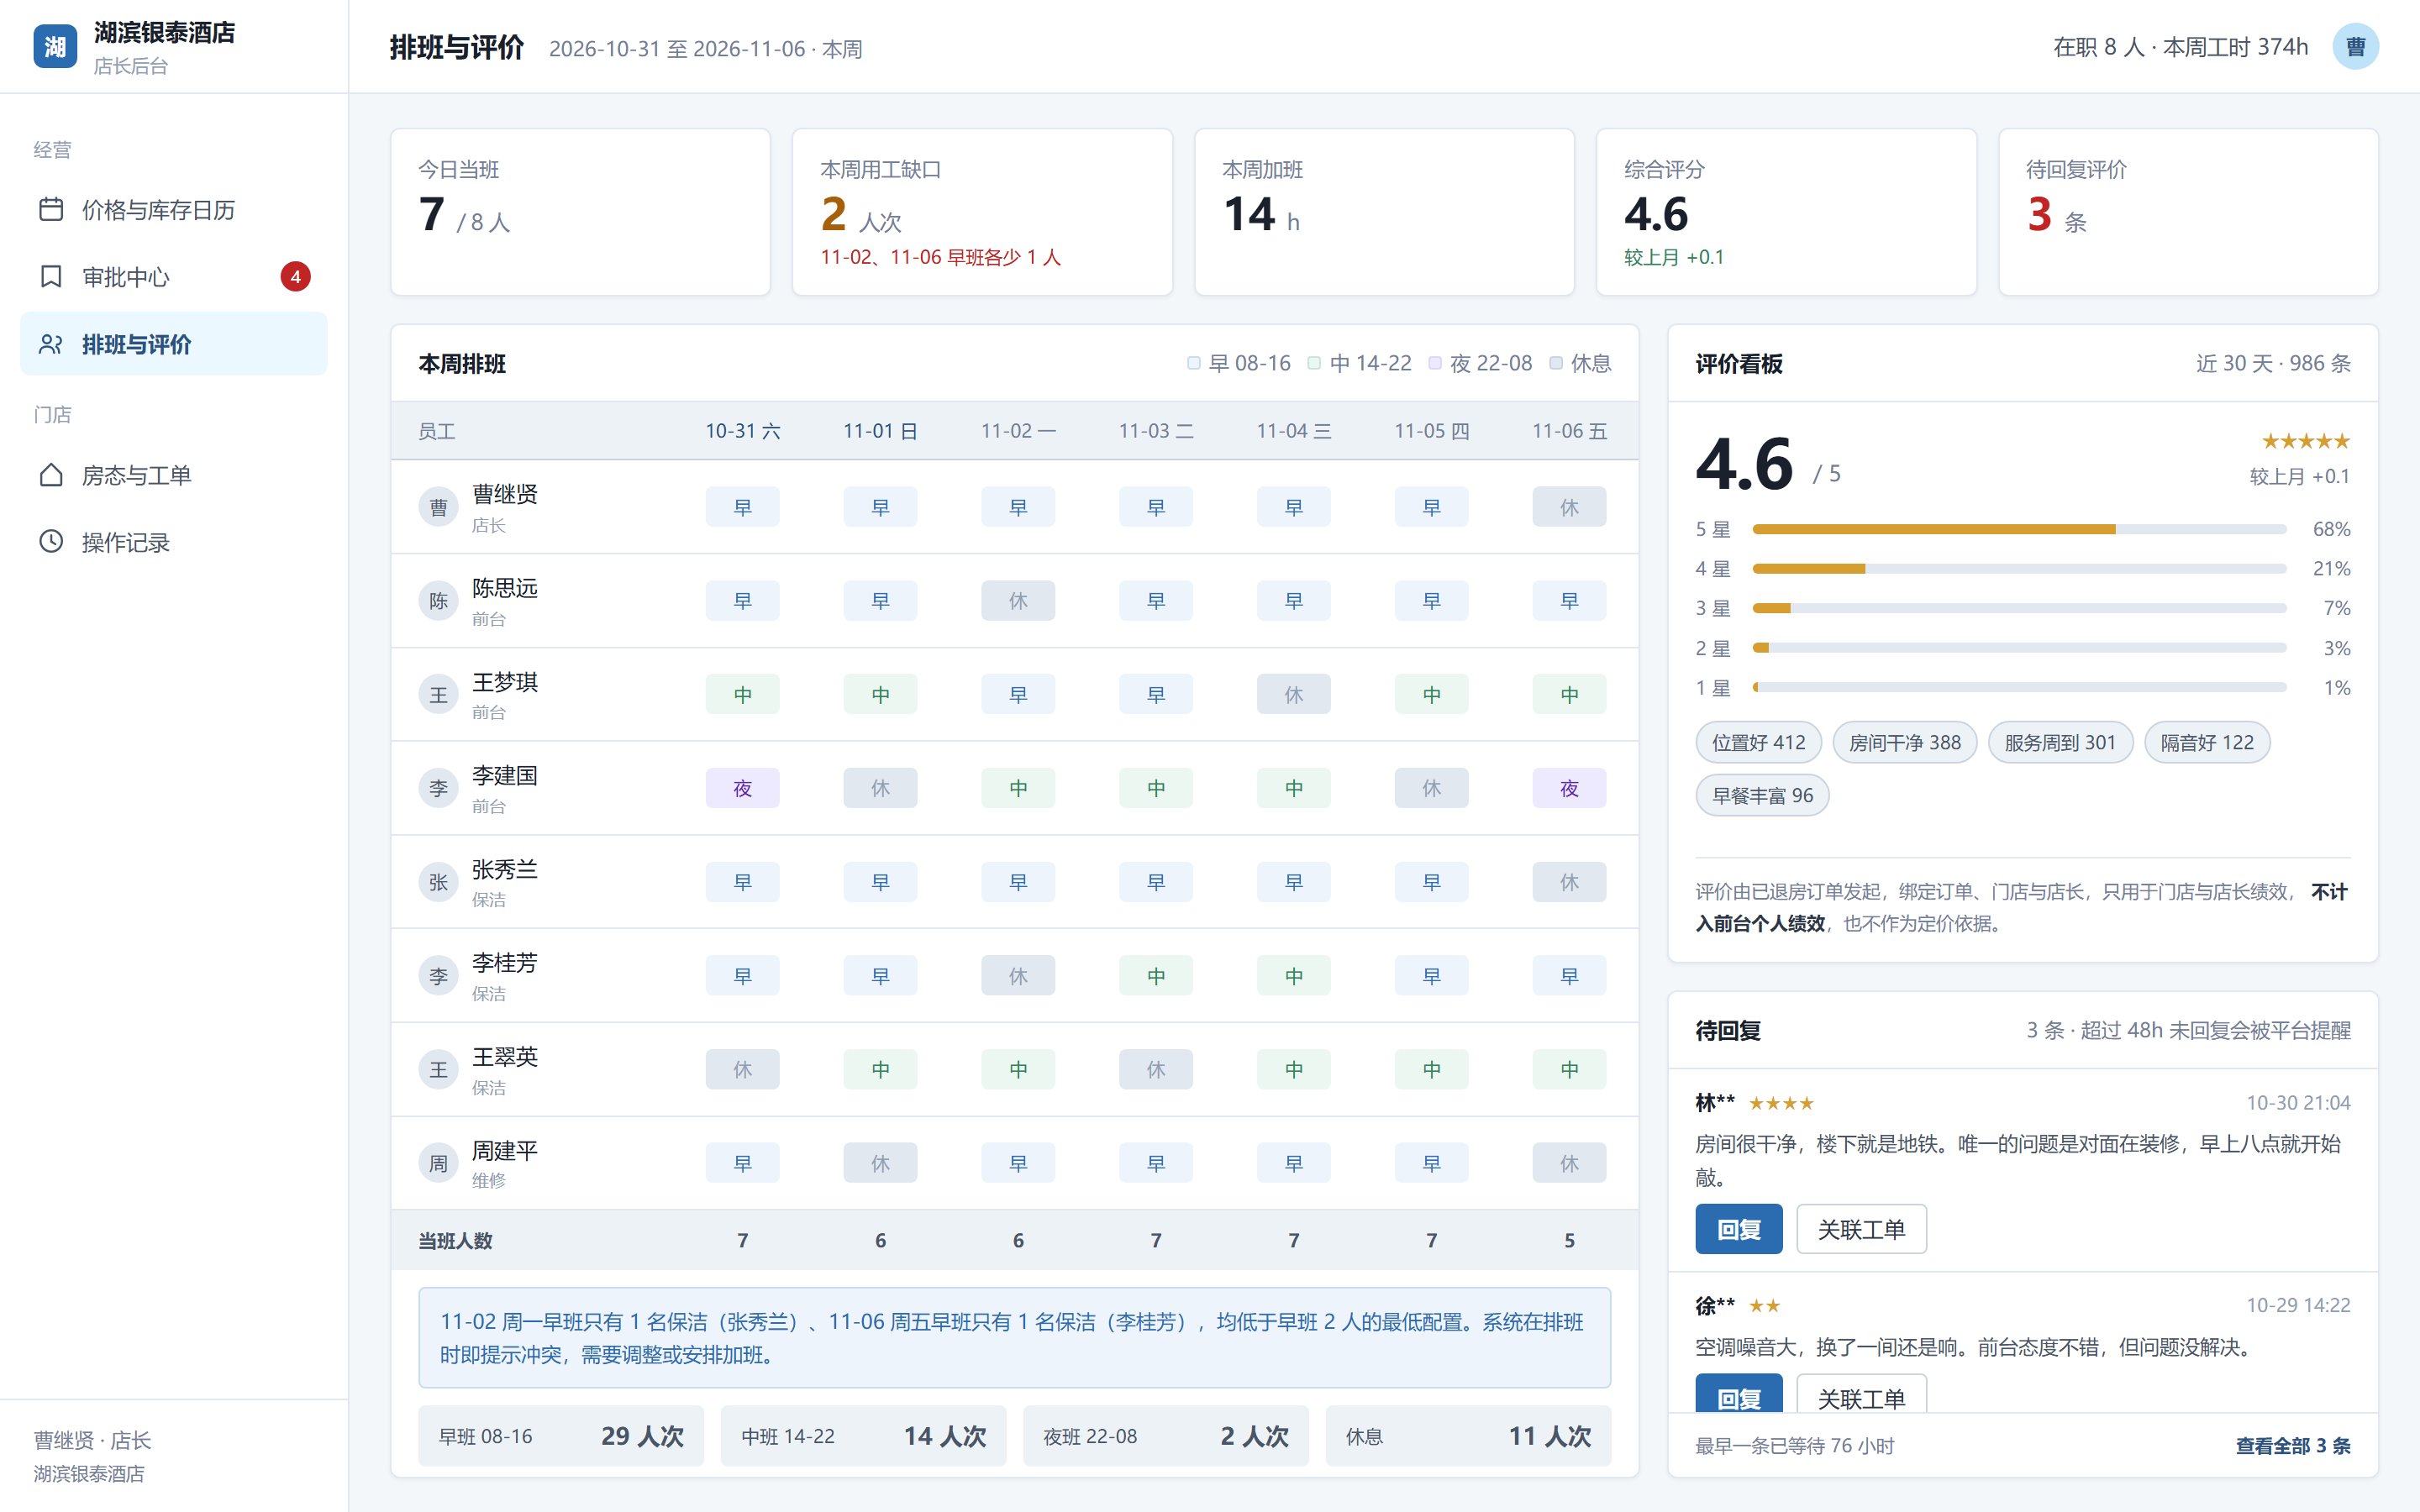 湖
湖滨银泰酒店
店长后台
经营
价格与库存日历
审批中心 4
排班与评价
门店
房态与工单
操作记录
曹继贤 · 店长
湖滨银泰酒店
排班与评价 2026-10-31 至 2026-11-06 · 本周
在职 8 人 · 本周工时 374h 曹
今日当班
7 / 8 人
本周用工缺口
2 人次
11-02、11-06 早班各少 1 人
本周加班
14 h
综合评分
4.6
较上月 +0.1
待回复评价
3 条
本周排班 早 08-16 中 14-22 夜 22-08 休息
员工 10-31 六 11-01 日 11-02 一 11-03 二 11-04 三 11-05 四 11-06 五
曹 曹继贤 店长 早 早 早 早 早 早 休
陈 陈思远 前台 早 早 休 早 早 早 早
王 王梦琪 前台 中 中 早 早 休 中 中
李 李建国 前台 夜 休 中 中 中 休 夜
张 张秀兰 保洁 早 早 早 早 早 早 休
李 李桂芳 保洁 早 早 休 中 中 早 早
王 王翠英 保洁 休 中 中 休 中 中 中
周 周建平 维修 早 休 早 早 早 早 休
当班人数 7 6 6 7 7 7 5
11-02 周一早班只有 1 名保洁（张秀兰）、11-06 周五早班只有 1 名保洁（李桂芳），均低于早班 2 人的最低配置。系统在排班
时即提示冲突，需要调整或安排加班。
早班 08-16 29 人次
中班 14-22 14 人次
夜班 22-08 2 人次
休息 11 人次
评价看板 近 30 天 · 986 条
4.6 / 5 ★★★★★
较上月 +0.1
5 星 68%
4 星 21%
3 星 7%
2 星 3%
1 星 1%
位置好 412 房间干净 388 服务周到 301 隔音好 122
早餐丰富 96
评价由已退房订单发起，绑定订单、门店与店长，只用于门店与店长绩效， 不计
入前台个人绩效，也不作为定价依据。
待回复 3 条 · 超过 48h 未回复会被平台提醒
林** ★★★★ 10-30 21:04
房间很干净，楼下就是地铁。唯一的问题是对面在装修，早上八点就开始
敲。
回复 关联工单
徐** ★★ 10-29 14:22
空调噪音大，换了一间还是响。前台态度不错，但问题没解决。
回复 关联工单
最早一条已等待 76 小时 查看全部 3 条